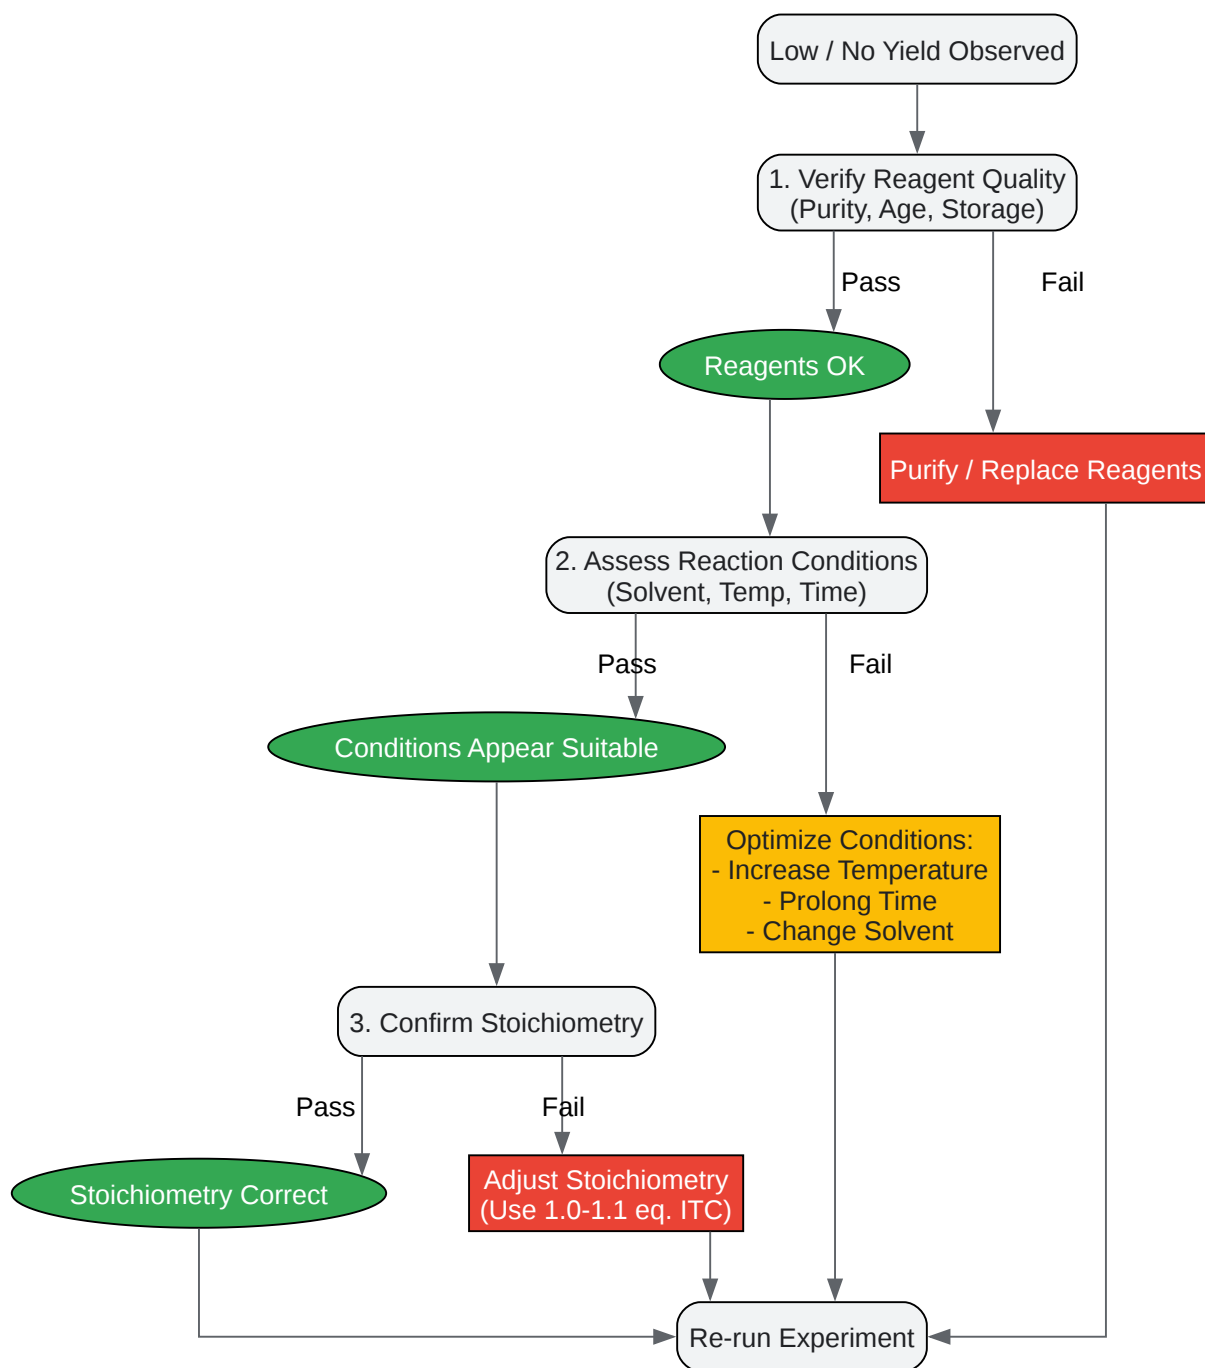 Low / No Yield Observed
1. Verify Reagent Quality
(Purity, Age, Storage)
Pass
Fail
Reagents OK
Purify / Replace Reagents
2. Assess Reaction Conditions
(Solvent, Temp, Time)
Pass
Fail
Conditions Appear Suitable
Optimize Conditions:
- Increase Temperature
- Prolong Time
- Change Solvent
3. Confirm Stoichiometry
Pass
Fail
Stoichiometry Correct
Adjust Stoichiometry
(Use 1.0-1.1 eq. ITC)
Re-run Experiment